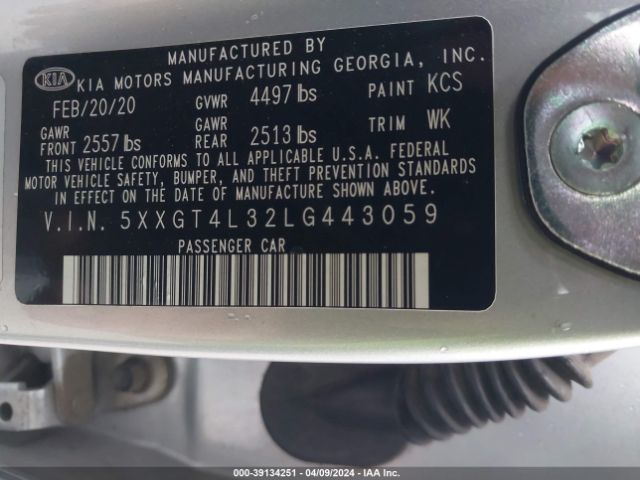 MANUFACTURED BY
KIA KIA MOTORS MANUFACTURING GEORGIA, INC.
FEB/20/20 GVWR 4497 lbs PAINT KCS
GAWR FRONT 2557 lbs GAWR REAR 2513 lbs TRIM WK
THIS VEHICLE CONFORMS TO ALL APPLICABLE U.S.A. FEDERAL
MOTOR VEHICLE SAFETY, BUMPER, AND THEFT PREVENTION STANDARDS
IN EFFECT ON THE DATE OF MANUFACTURE SHOWN ABOVE.
V.I.N. 5XXGT4L32LG443059
PASSENGER CAR
000-39134251 - 04/09/2024 - IAA Inc.